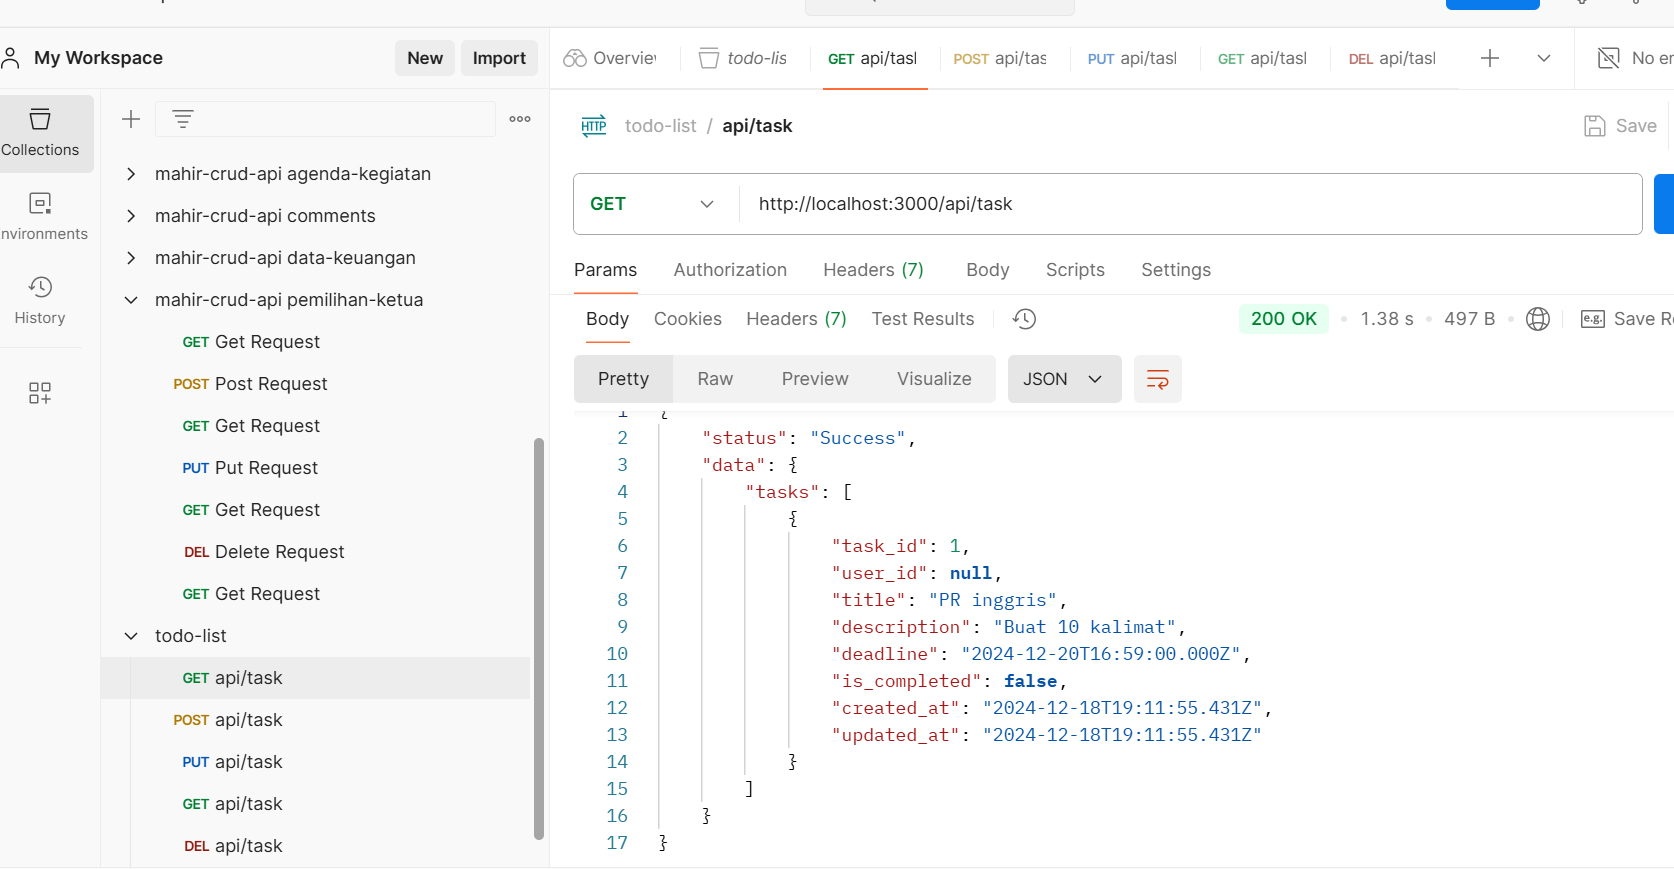 My Workspace
New
Import
Overvie
todo-lis
GET api/tasl
POST api/tas
PUT api/tasl
GET api/tasl
DEL api/tasl
No
Collections
nvironments
History
mahir-crud-api agenda-kegiatan
mahir-crud-api comments
mahir-crud-api data-keuangan
mahir-crud-api pemilihan-ketua
GET Get Request
POST Post Request
GET Get Request
PUT Put Request
GET Get Request
DEL Delete Request
GET Get Request
todo-list
GET api/task
POST api/task
PUT api/task
GET api/task
DEL api/task
HTTP todo-list / api/task
Save
GET http://localhost:3000/api/task
Params Authorization Headers (7) Body Scripts Settings
Body Cookies Headers (7) Test Results
200 OK • 1.38 s • 497 B • e.g. Save R
Pretty Raw Preview Visualize JSON
1 {
2 "status": "Success",
3 "data": {
4 "tasks": [
5 {
6 "task_id": 1,
7 "user_id": null,
8 "title": "PR inggris",
9 "description": "Buat 10 kalimat",
10 "deadline": "2024-12-20T16:59:00.000Z",
11 "is_completed": false,
12 "created_at": "2024-12-18T19:11:55.431Z",
13 "updated_at": "2024-12-18T19:11:55.431Z"
14 }
15 ]
16 }
17 }